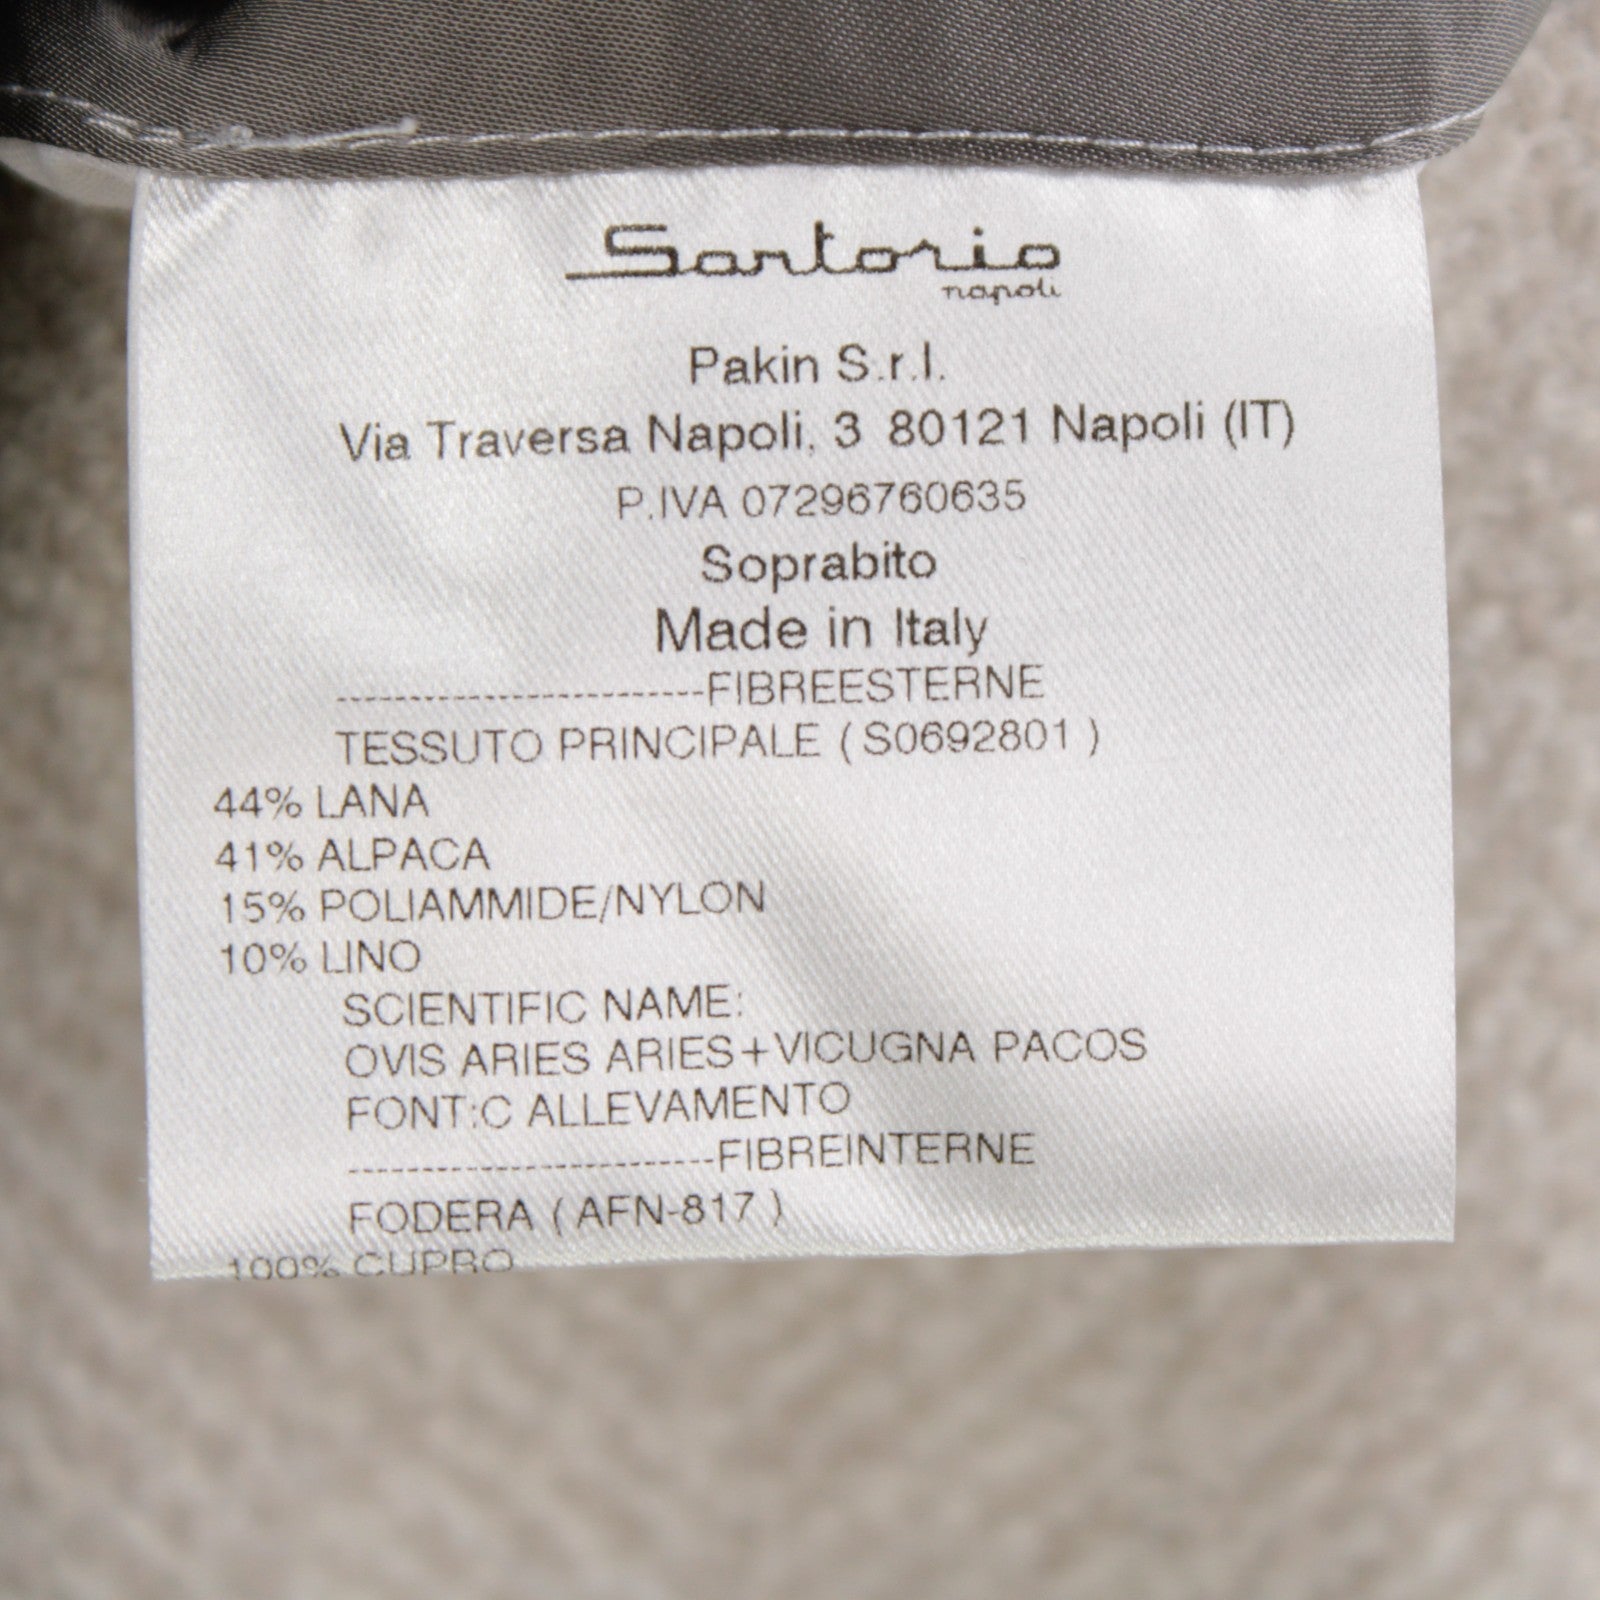 Sartorio
napoli
Pakin S.r.l.
Via Traversa Napoli, 3 80121 Napoli (IT)
P.IVA 07296760635
Soprabito
Made in Italy
-------------------------FIBREESTERNE
TESSUTO PRINCIPALE ( S0692801 )
44% LANA
41% ALPACA
15% POLIAMMIDE/NYLON
10% LINO
SCIENTIFIC NAME:
OVIS ARIES ARIES+VICUGNA PACOS
FONT:C ALLEVAMENTO
-------------------------FIBREINTERNE
FODERA ( AFN-817 )
100% CUPRO